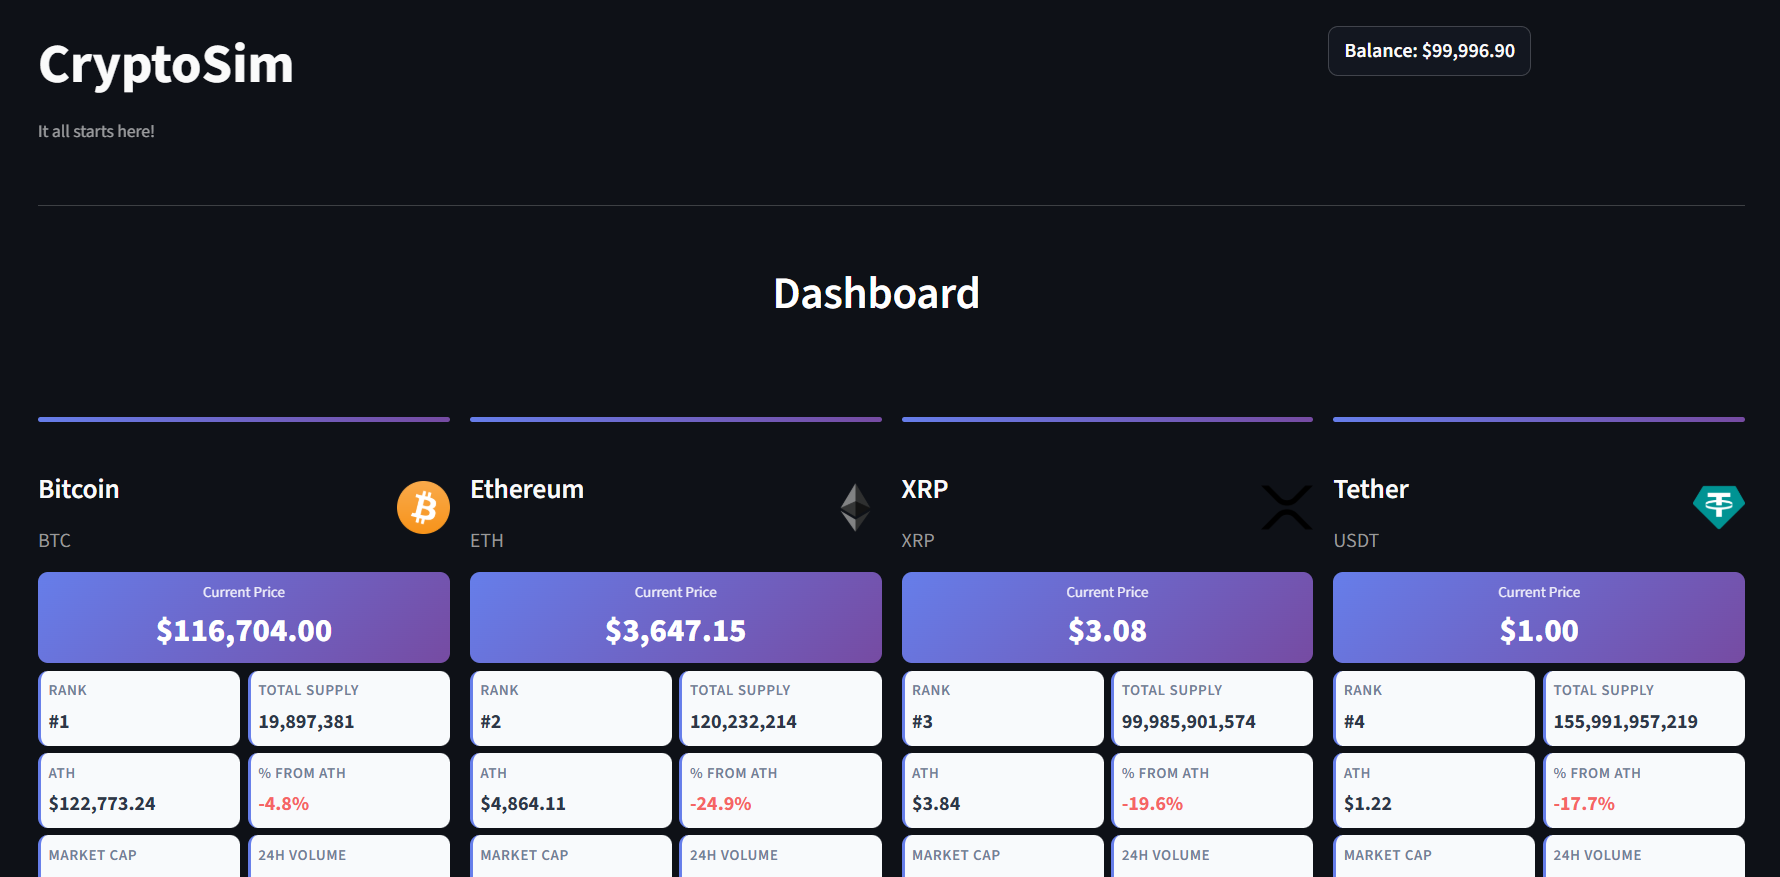 CryptoSim
Balance: $99,996.90
It all starts here!
Dashboard
Bitcoin
BTC
Current Price
$116,704.00
RANK
#1
TOTAL SUPPLY
19,897,381
ATH
$122,773.24
% FROM ATH
-4.8%
MARKET CAP
24H VOLUME
Ethereum
ETH
Current Price
$3,647.15
RANK
#2
TOTAL SUPPLY
120,232,214
ATH
$4,864.11
% FROM ATH
-24.9%
MARKET CAP
24H VOLUME
XRP
XRP
Current Price
$3.08
RANK
#3
TOTAL SUPPLY
99,985,901,574
ATH
$3.84
% FROM ATH
-19.6%
MARKET CAP
24H VOLUME
Tether
USDT
Current Price
$1.00
RANK
#4
TOTAL SUPPLY
155,991,957,219
ATH
$1.22
% FROM ATH
-17.7%
MARKET CAP
24H VOLUME